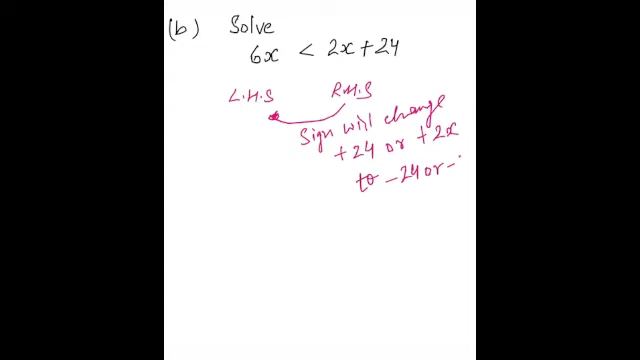 (b) Solve
6x < 2x + 24
L.H.S R.H.S
Sign will change
+24 or +2x
to -24 or -